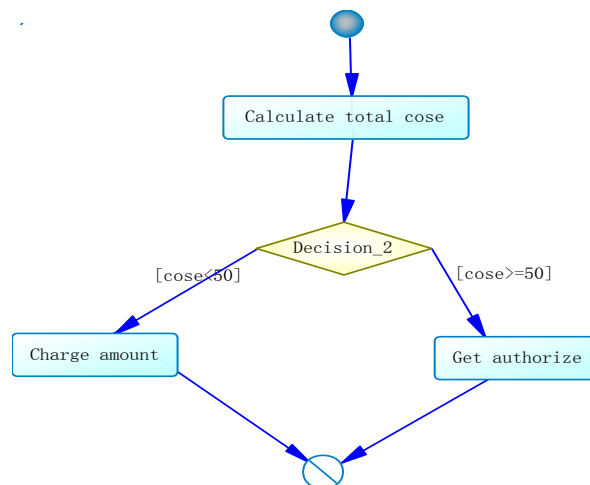 Calculate total cose
Decision_2
[cose<50]
[cose>=50]
Charge amount
Get authorize